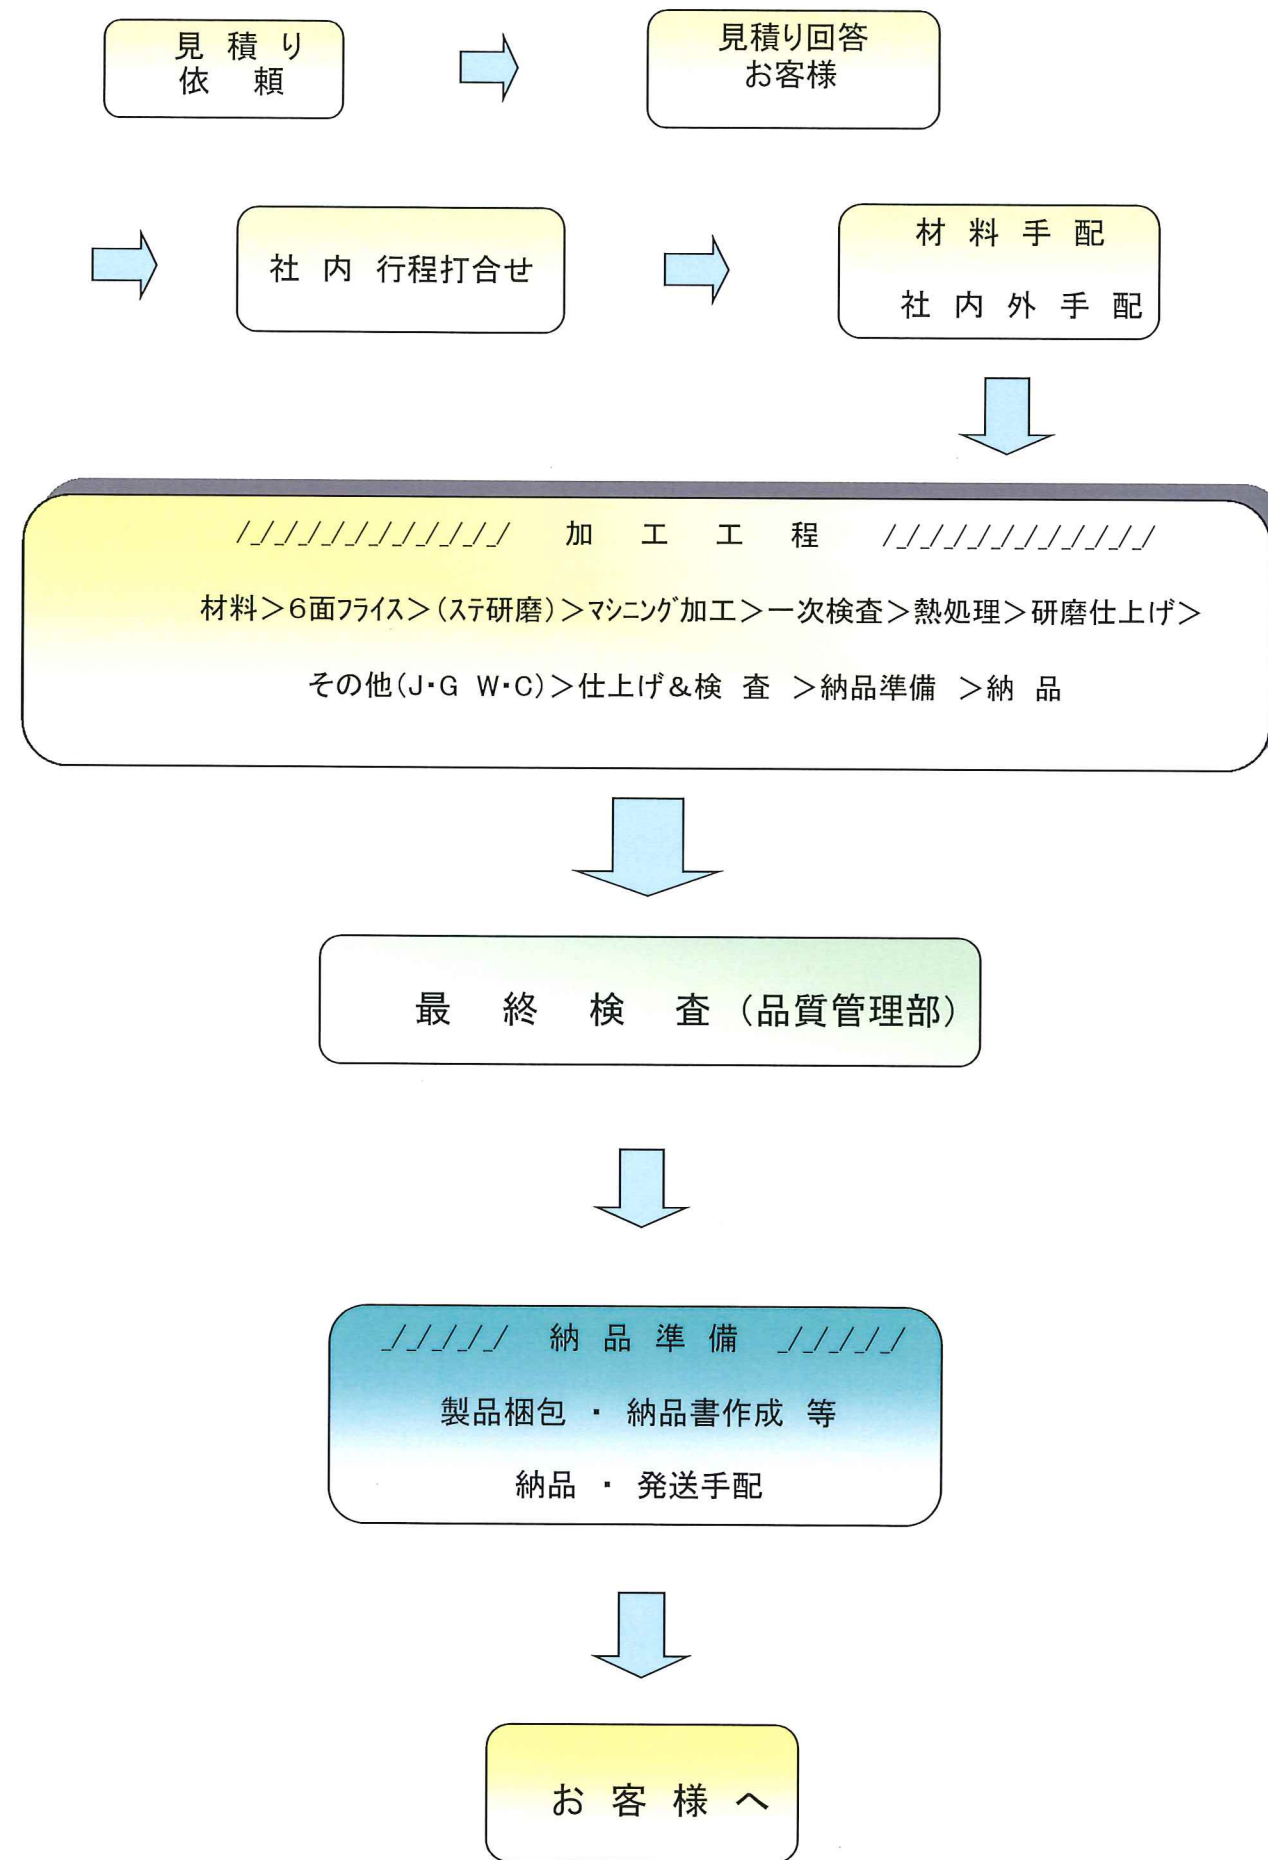 見 積 り
依 頼
見積り回答
お客様
社 内 行程打合せ
材 料 手 配
社 内 外 手 配
/_/_/_/_/_/_/_/_/_/_/_/ 加 工 工 程 /_/_/_/_/_/_/_/_/_/_/_/
材料＞6面フライス＞(ステ研磨)＞マシニング加工＞一次検査＞熱処理＞研磨仕上げ＞
その他(J・G W・C)＞仕上げ&検 査 ＞納品準備 ＞納 品
最 終 検 査 (品質管理部)
_/_/_/_/_/ 納 品 準 備 _/_/_/_/_/
製品梱包 ・ 納品書作成 等
納品 ・ 発送手配
お 客 様 へ